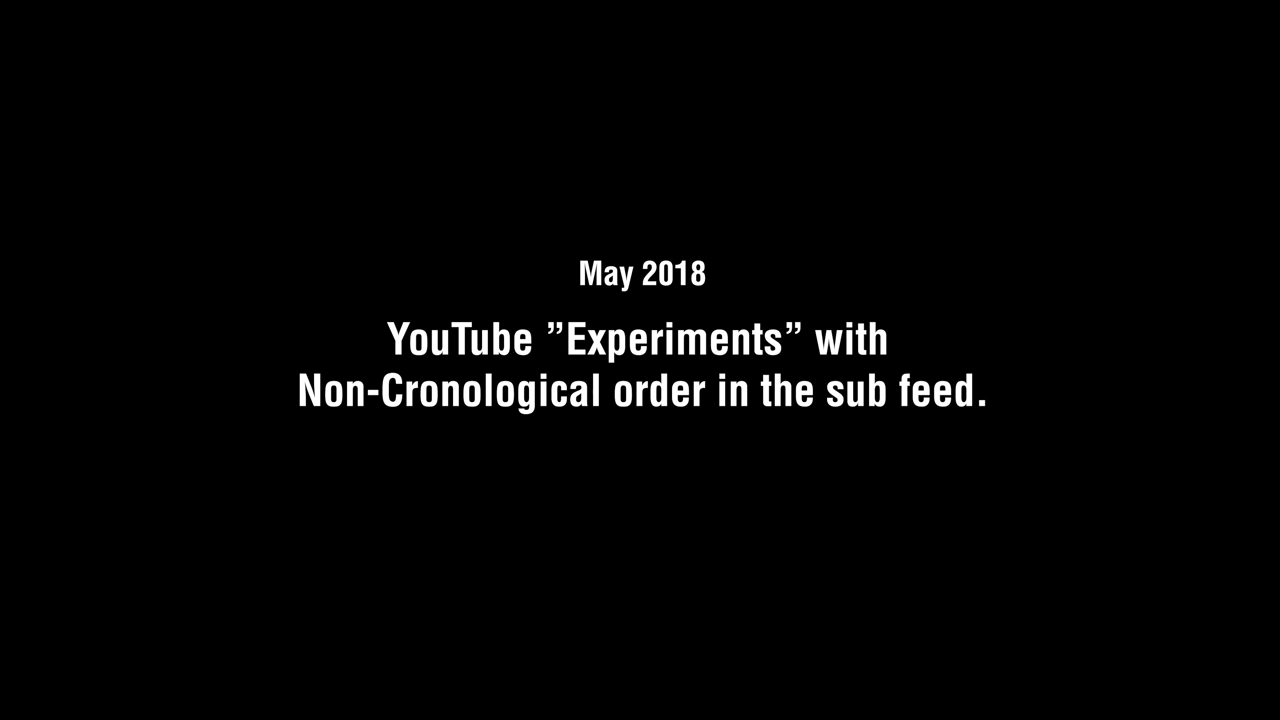 May 2018
YouTube ”Experiments” with
Non-Cronological order in the sub feed.